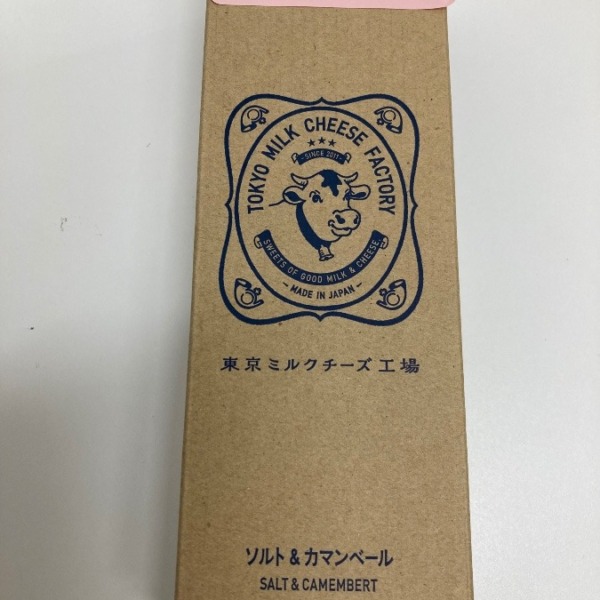 TOKYO MILK CHEESE FACTORY
SINCE 2011
SWEETS OF GOOD MILK & CHEESE.
- MADE IN JAPAN -
東京ミルクチーズ工場
ソルト&カマンベール
SALT & CAMEMBERT